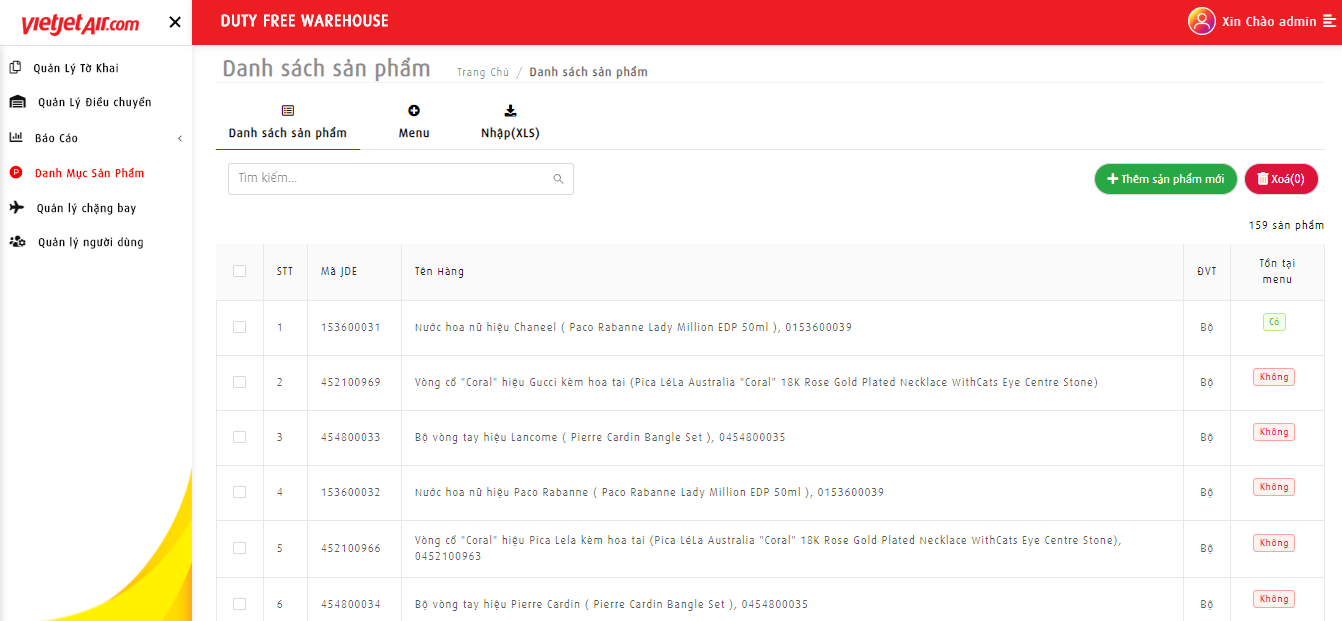 vietjetAir.com
DUTY FREE WAREHOUSE
Xin Chào admin
Quản Lý Tờ Khai
Quản Lý Điều chuyển
Báo Cáo
Danh Mục Sản Phẩm
Quản lý chặng bay
Quản lý người dùng
Danh sách sản phẩm
Trang Chủ / Danh sách sản phẩm
Danh sách sản phẩm
Menu
Nhập(XLS)
Tìm kiếm...
Thêm sản phẩm mới
Xoá(0)
159 sản phẩm
STT Mã JDE Tên Hàng ĐVT Tồn tại
menu
1 153600031 Nước hoa nữ hiệu Chaneel ( Paco Rabanne Lady Million EDP 50ml ), 0153600039 Bộ Có
2 452100969 Vòng cổ "Coral" hiệu Gucci kèm hoa tai (Pica LéLa Australia "Coral" 18K Rose Gold Plated Necklace WithCats Eye Centre Stone) Bộ Không
3 454800033 Bộ vòng tay hiệu Lancome ( Pierre Cardin Bangle Set ), 0454800035 Bộ Không
4 153600032 Nước hoa nữ hiệu Paco Rabanne ( Paco Rabanne Lady Million EDP 50ml ), 0153600039 Bộ Không
5 452100966 Vòng cổ "Coral" hiệu Pica Lela kèm hoa tai (Pica LéLa Australia "Coral" 18K Rose Gold Plated Necklace WithCats Eye Centre Stone), Bộ Không
0452100963
6 454800034 Bộ vòng tay hiệu Pierre Cardin ( Pierre Cardin Bangle Set ), 0454800035 Bộ Không